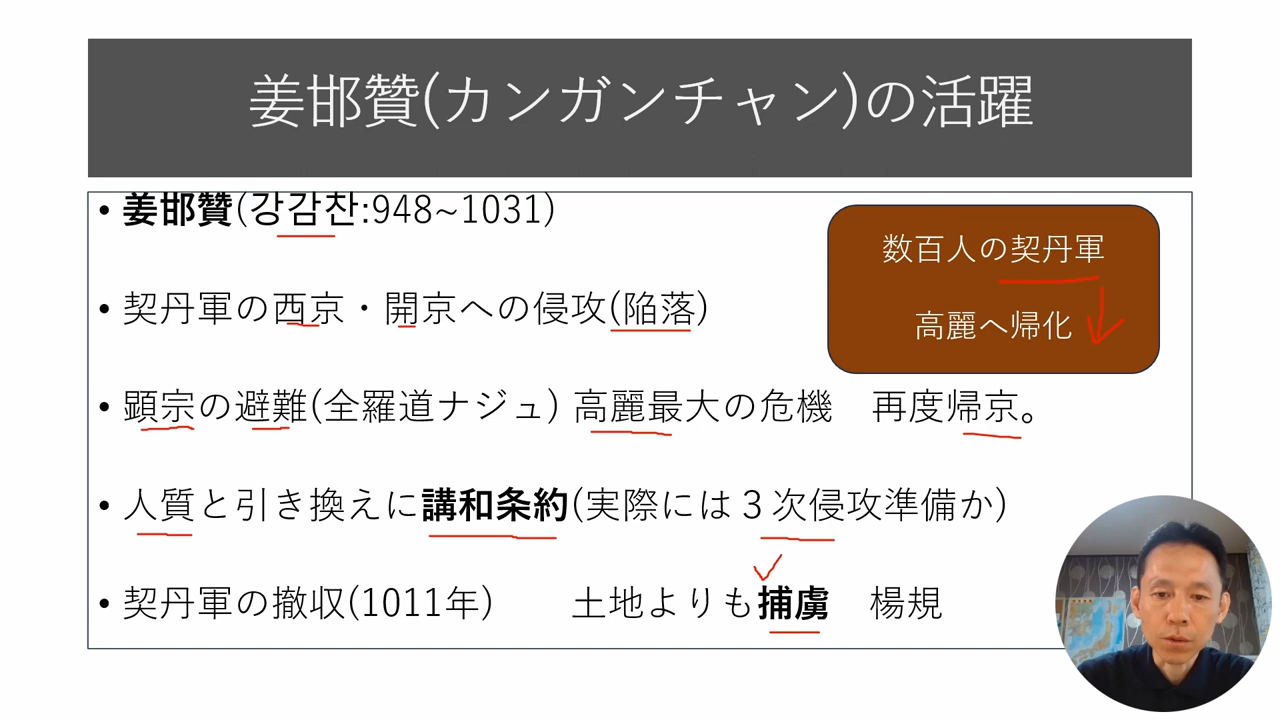 姜邯贊(カンガンチャン)の活躍
• 姜邯贊(강감찬:948~1031)
• 契丹軍の西京・開京への侵攻(陥落)
• 顕宗の避難(全羅道ナジュ) 高麗最大の危機　再度帰京。
• 人質と引き換えに講和条約(実際には３次侵攻準備か)
• 契丹軍の撤収(1011年)　　土地よりも捕虜　楊規
数百人の契丹軍
高麗へ帰化